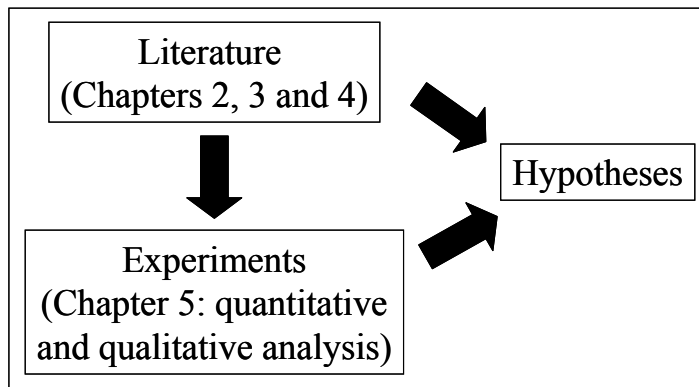 Literature
(Chapters 2, 3 and 4)
Hypotheses
Experiments
(Chapter 5: quantitative
and qualitative analysis)